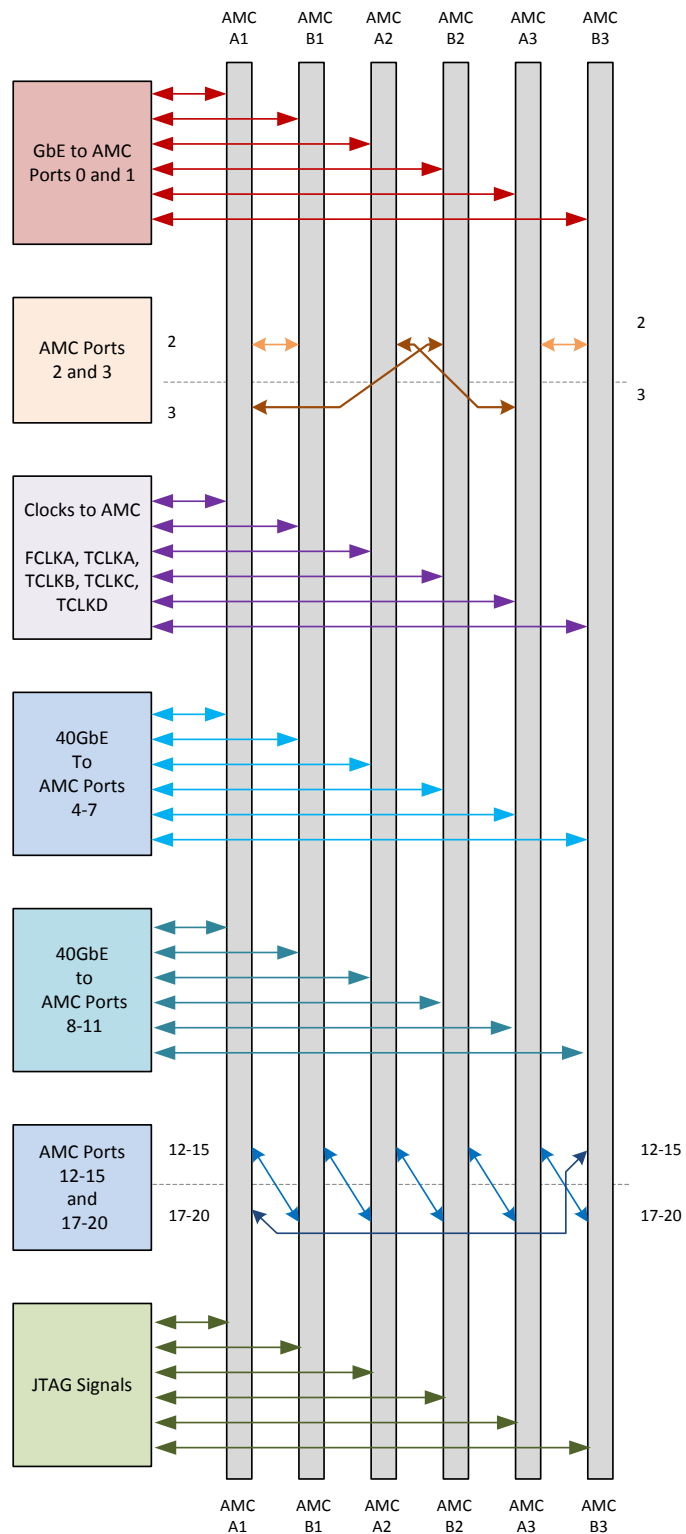 AMC AMC AMC AMC AMC AMC
A1 B1 A2 B2 A3 B3
GbE to AMC
Ports 0 and 1
AMC Ports
2 and 3
2
3
2
3
Clocks to AMC
FCLKA, TCLKA,
TCLKB, TCLKC,
TCLKD
40GbE
To
AMC Ports
4-7
40GbE
to
AMC Ports
8-11
AMC Ports
12-15
and
17-20
12-15
17-20
12-15
17-20
JTAG Signals
AMC AMC AMC AMC AMC AMC
A1 B1 A2 B2 A3 B3